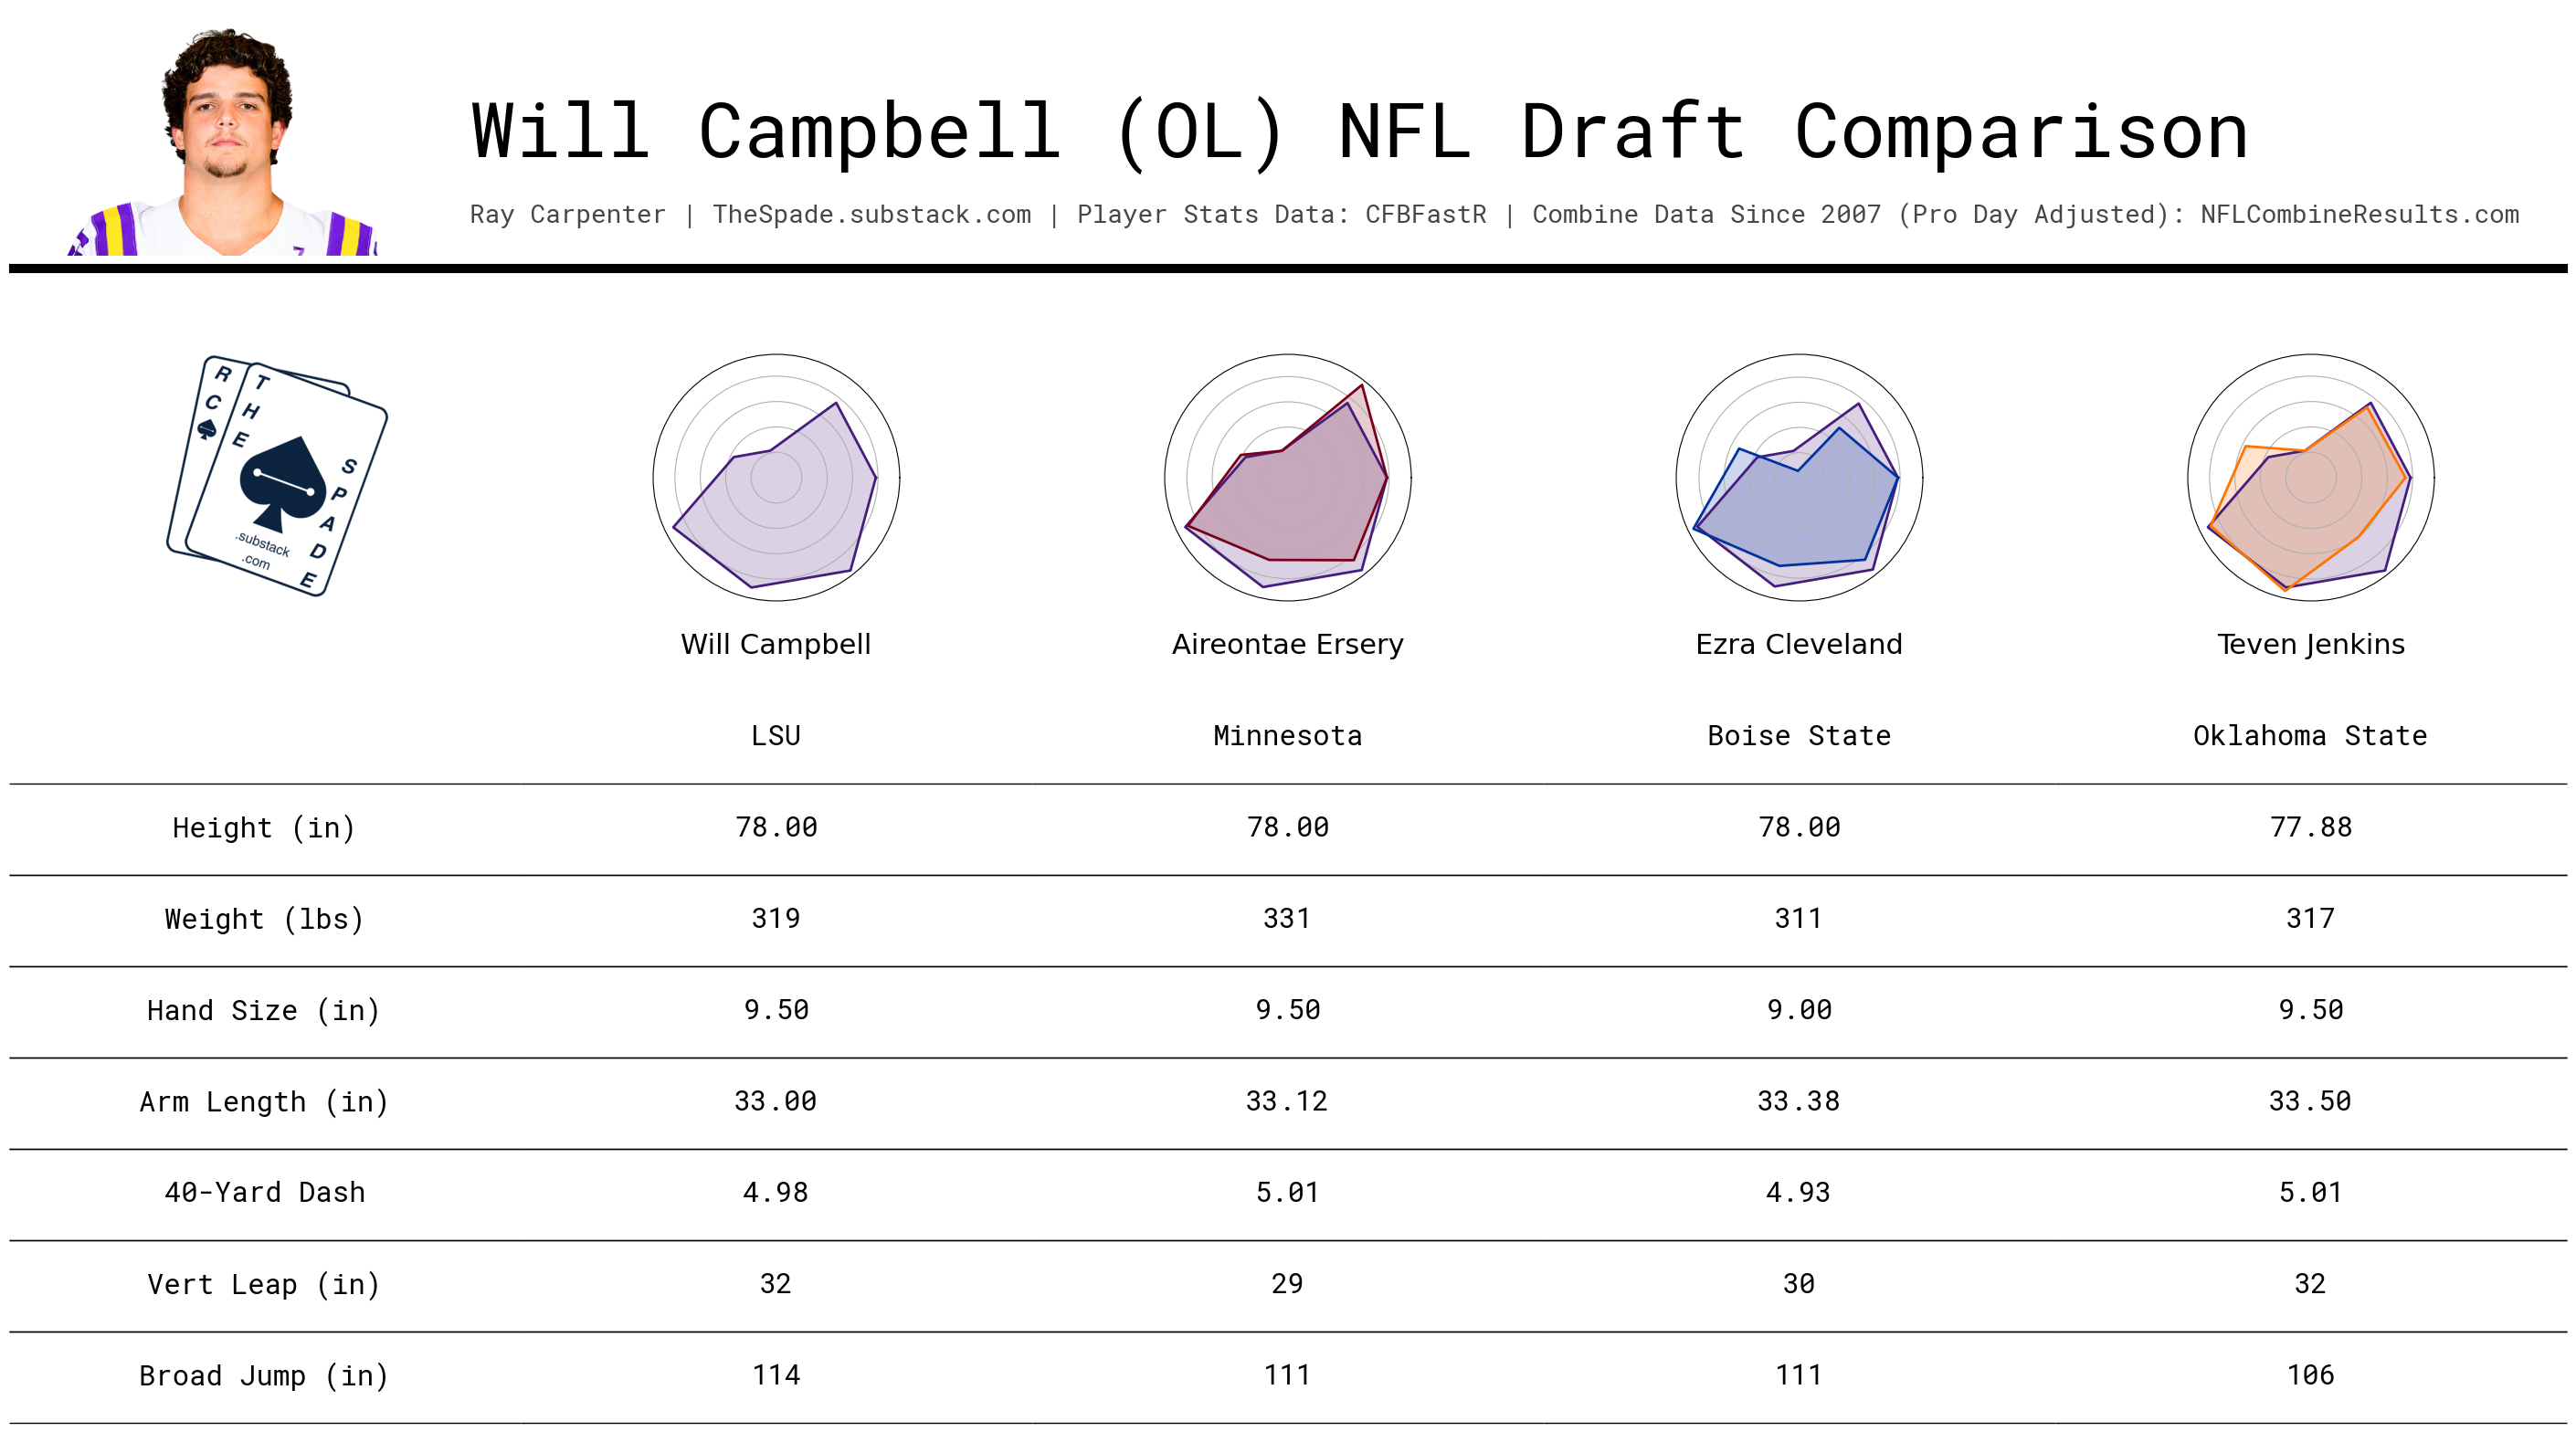 Will Campbell (OL) NFL Draft Comparison
Ray Carpenter | TheSpade.substack.com | Player Stats Data: CFBFastR | Combine Data Since 2007 (Pro Day Adjusted): NFLCombineResults.com
R C
T H E
S P A D E
.substack
.com
Will Campbell Aireontae Ersery Ezra Cleveland Teven Jenkins
LSU Minnesota Boise State Oklahoma State
Height (in) 78.00 78.00 78.00 77.88
Weight (lbs) 319 331 311 317
Hand Size (in) 9.50 9.50 9.00 9.50
Arm Length (in) 33.00 33.12 33.38 33.50
40-Yard Dash 4.98 5.01 4.93 5.01
Vert Leap (in) 32 29 30 32
Broad Jump (in) 114 111 111 106